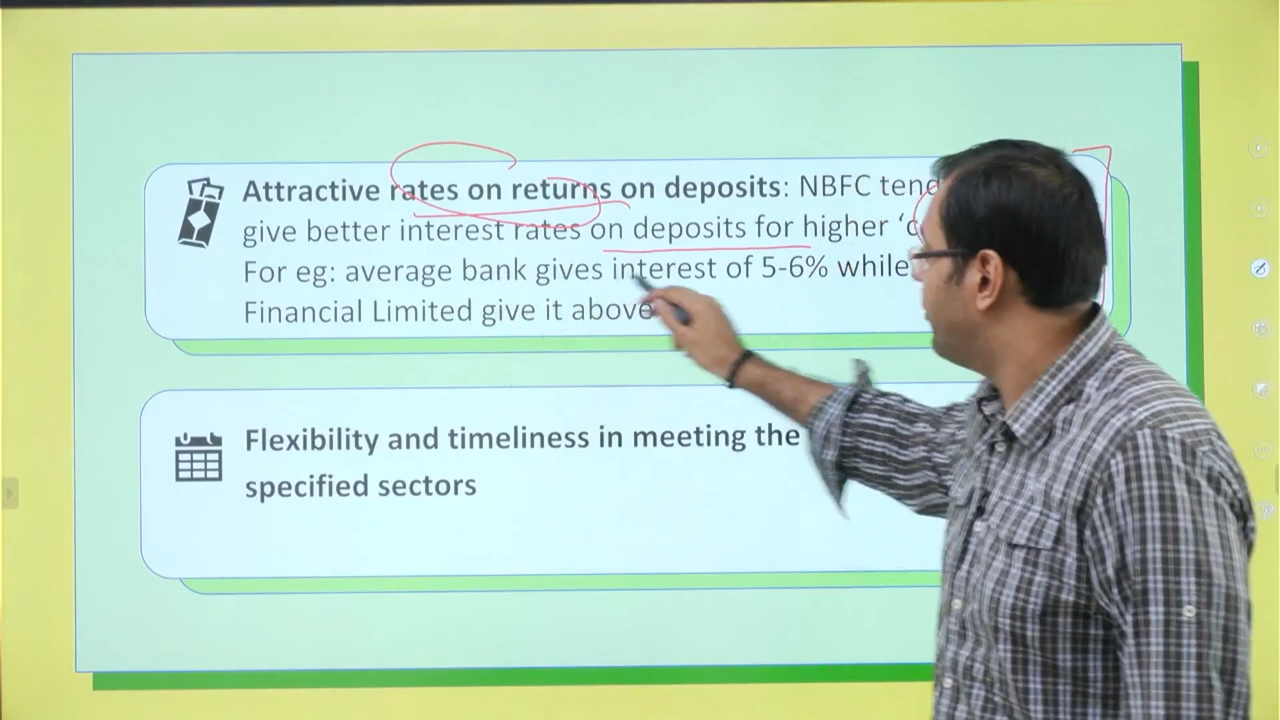 Attractive rates on returns on deposits: NBFC tend
give better interest rates on deposits for higher
For eg: average bank gives interest of 5-6% while
Financial Limited give it above
Flexibility and timeliness in meeting the
specified sectors